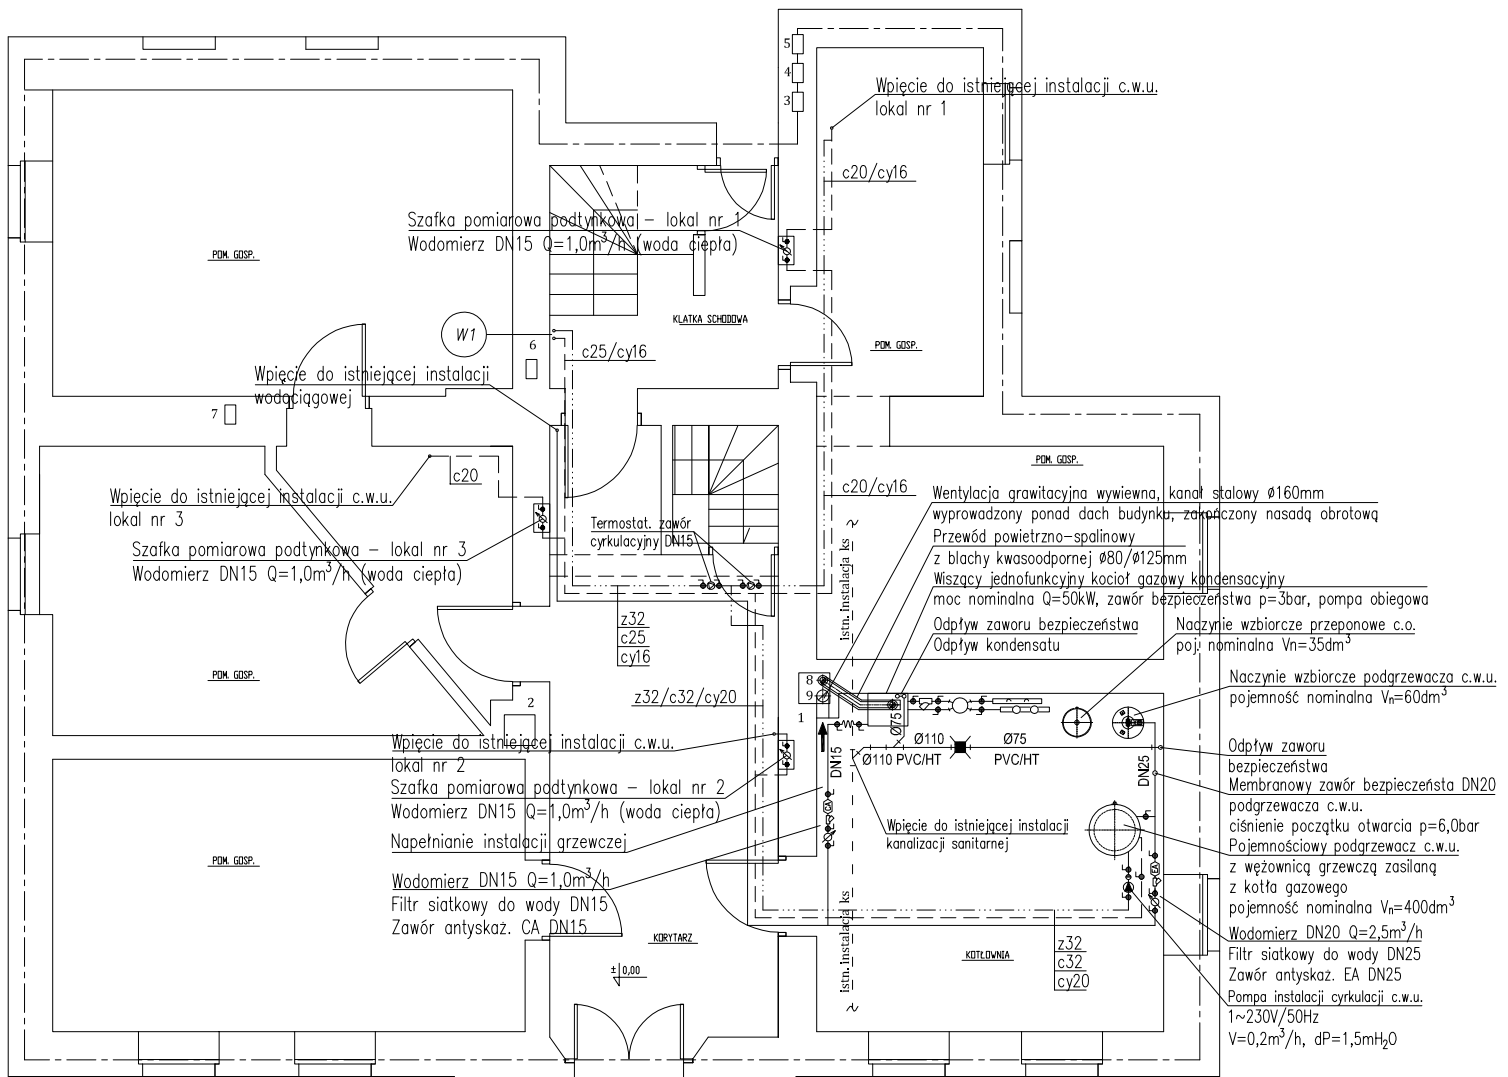 5
4
3
Wpięcie do istniejącej instalacji c.w.u.
lokal nr 1
c20/cy16
Szafka pomiarowa podtynkowa – lokal nr 1
Wodomierz DN15 Q=1,0m³/h (woda ciepła)
POM. GOSP.
KLATKA SCHODOWA
W1
6
c25/cy16
POM. GOSP.
Wpięcie do istniejącej instalacji
wodociągowej
7
POM. GOSP.
c20
Wpięcie do istniejącej instalacji c.w.u.
lokal nr 3
c20/cy16
Szafka pomiarowa podtynkowa – lokal nr 3
Wodomierz DN15 Q=1,0m³/h (woda ciepła)
Termostat. zawór
cyrkulacyjny DN15
istn. instalacja ks
Wentylacja grawitacyjna wywiewna, kanał stalowy ø160mm
wyprowadzony ponad dach budynku, zakończony nasadą obrotową
Przewód powietrzno-spalinowy
z blachy kwasoodpornej ø80/ø125mm
Wiszący jednofunkcyjny kocioł gazowy kondensacyjny
moc nominalna Q=50kW, zawór bezpieczeństwa p=3bar, pompa obiegowa
Odpływ zaworu bezpieczeństwa
Odpływ kondensatu
Naczynie wzbiorcze przeponowe c.o.
poj. nominalna Vn=35dm³
z32
c25
cy16
POM. GOSP.
2
z32/c32/cy20
8
9
1
Naczynie wzbiorcze podgrzewacza c.w.u.
pojemność nominalna Vₙ=60dm³
Ø75
Ø110
Ø75
Ø110 PVC/HT
PVC/HT
DN15
DN25
Wpięcie do istniejącej instalacji c.w.u.
lokal nr 2
Szafka pomiarowa podtynkowa – lokal nr 2
Wodomierz DN15 Q=1,0m³/h (woda ciepła)
Napełnianie instalacji grzewczej
Wodomierz DN15 Q=1,0m³/h
Filtr siatkowy do wody DN15
Zawór antyskaż. CA DN15
CA
Wpięcie do istniejącej instalacji
kanalizacji sanitarnej
Odpływ zaworu
bezpieczeństwa
Membranowy zawór bezpieczeństa DN20
podgrzewacza c.w.u.
ciśnienie początku otwarcia p=6,0bar
Pojemnościowy podgrzewacz c.w.u.
z wężownicą grzewczą zasilaną
z kotła gazowego
pojemność nominalna Vₙ=400dm³
EA
Wodomierz DN20 Q=2,5m³/h
Filtr siatkowy do wody DN25
Zawór antyskaż. EA DN25
Pompa instalacji cyrkulacji c.w.u.
1~230V/50Hz
V=0,2m³/h, dP=1,5mH₂O
POM. GOSP.
KORYTARZ
± 0,00
istn. instalacja ks
KOTŁOWNIA
z32
c32
cy20